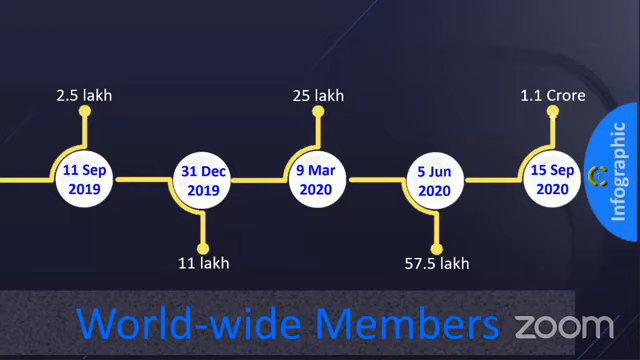 2.5 lakh
25 lakh
1.1 Crore
11 Sep
2019
31 Dec
2019
9 Mar
2020
5 Jun
2020
15 Sep
2020
11 lakh
57.5 lakh
Infographic
World-wide Members
zoom